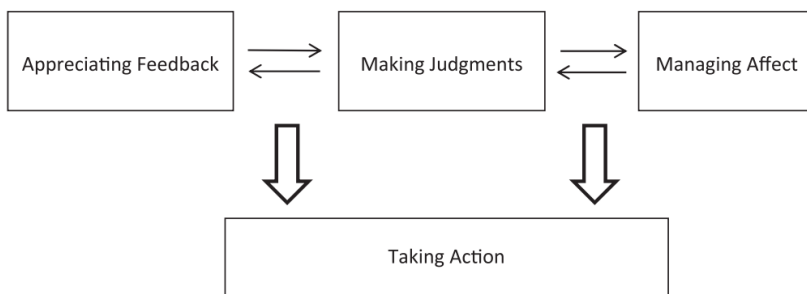 Appreciating Feedback
Making Judgments
Managing Affect
Taking Action